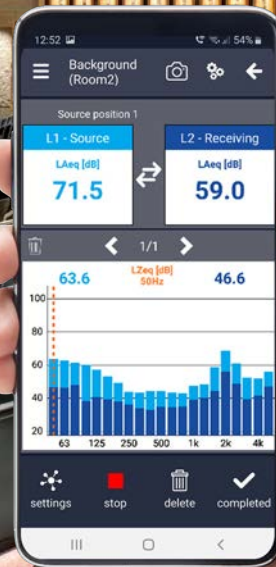 12:52 54%
Background
(Room2)
Source position 1
L1 - Source L2 - Receiving
LAeq [dB] LAeq [dB]
71.5 59.0
1/1
63.6 LZeq [dB] 46.6
50Hz
100
80
60
40
20
63 125 250 500 1k 2k 4k
settings stop delete completed